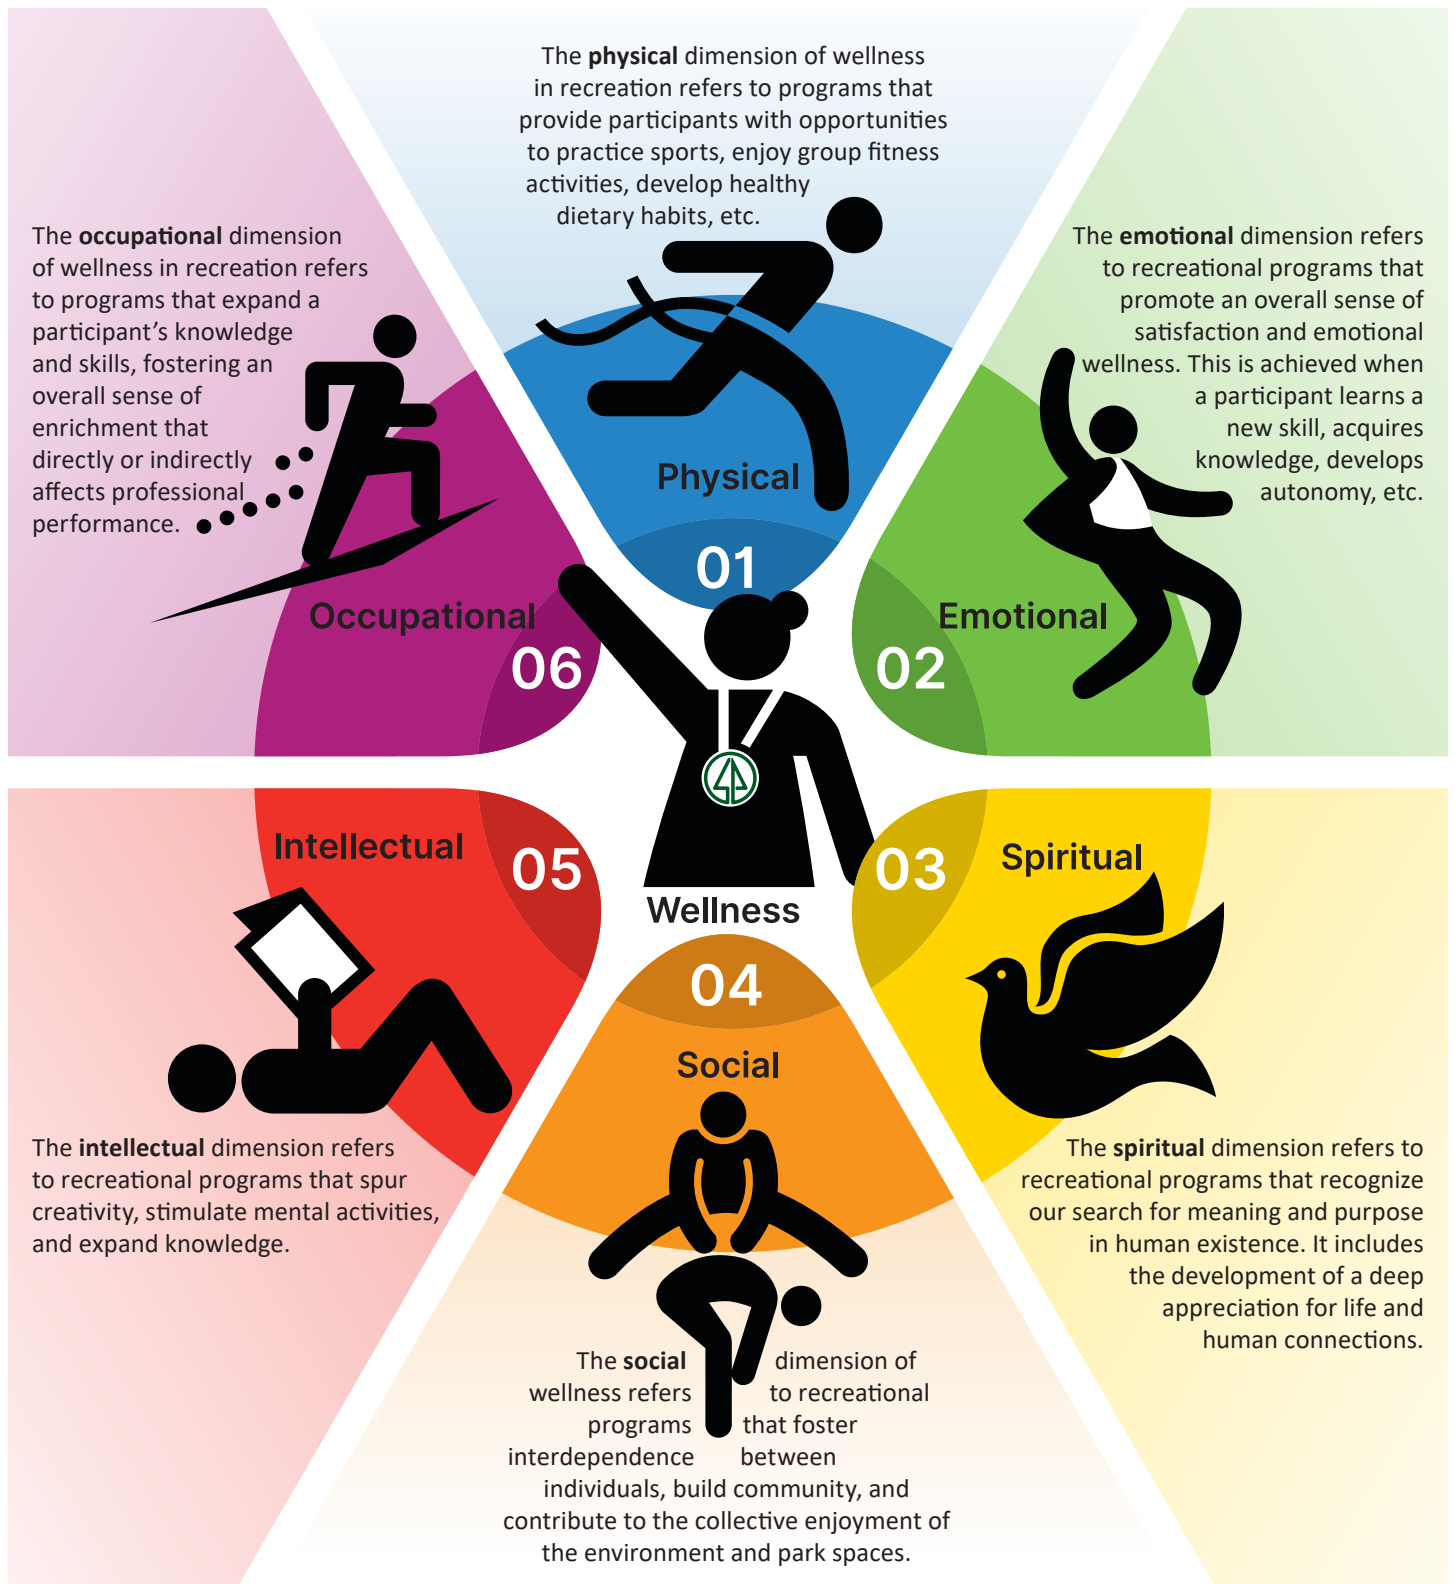 The physical dimension of wellness
in recreation refers to programs that
provide participants with opportunities
to practice sports, enjoy group fitness
activities, develop healthy
dietary habits, etc.
Physical
01
The emotional dimension refers
to recreational programs that
promote an overall sense of
satisfaction and emotional
wellness. This is achieved when
a participant learns a
new skill, acquires
knowledge, develops
autonomy, etc.
Emotional
02
Spiritual
03
The spiritual dimension refers to
recreational programs that recognize
our search for meaning and purpose
in human existence. It includes
the development of a deep
appreciation for life and
human connections.
04
Social
The social dimension of
wellness refers to recreational
programs that foster
interdependence between
individuals, build community, and
contribute to the collective enjoyment of
the environment and park spaces.
Intellectual
05
The intellectual dimension refers
to recreational programs that spur
creativity, stimulate mental activities,
and expand knowledge.
The occupational dimension
of wellness in recreation refers
to programs that expand a
participant’s knowledge
and skills, fostering an
overall sense of
enrichment that
directly or indirectly
affects professional
performance.
Occupational
06
Wellness